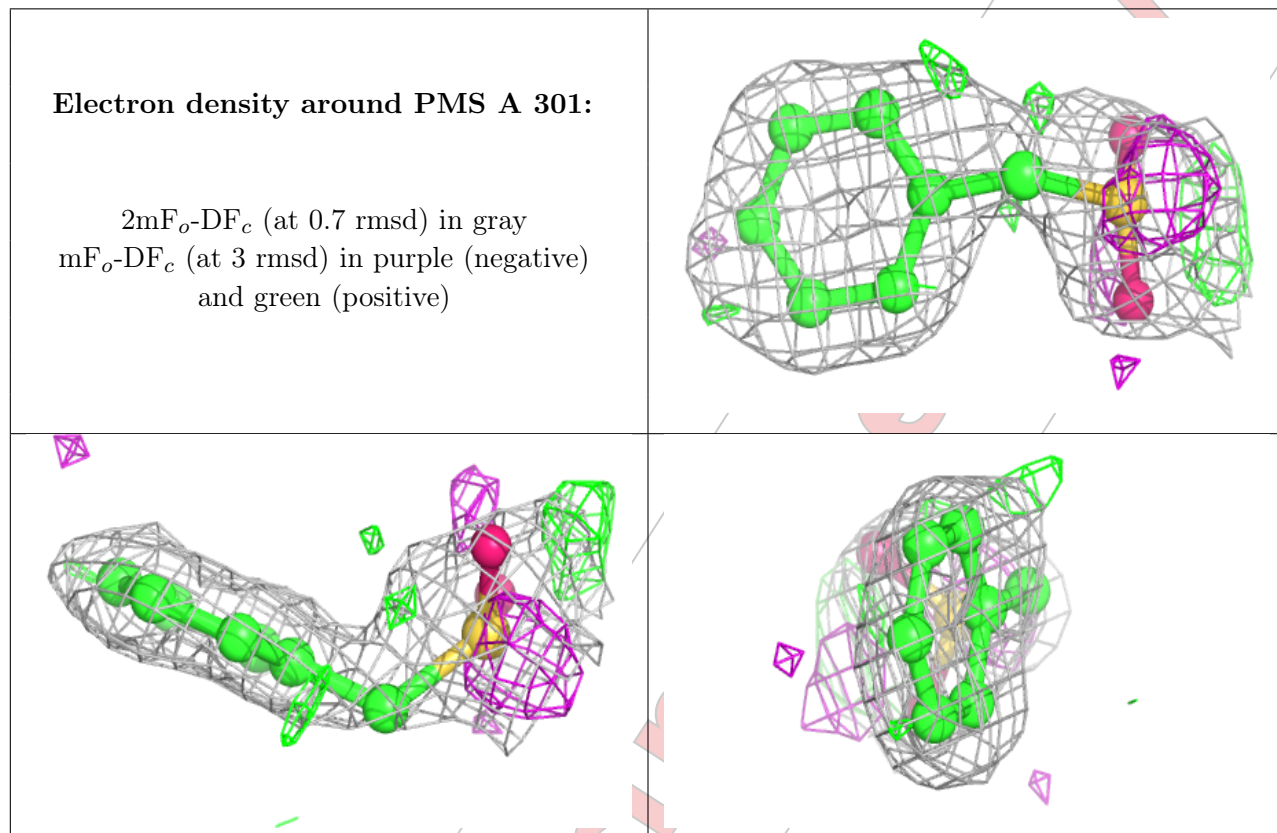 Electron density around PMS A 301:
2mFₒ-DF𝒸 (at 0.7 rmsd) in gray
mFₒ-DF𝒸 (at 3 rmsd) in purple (negative)
and green (positive)